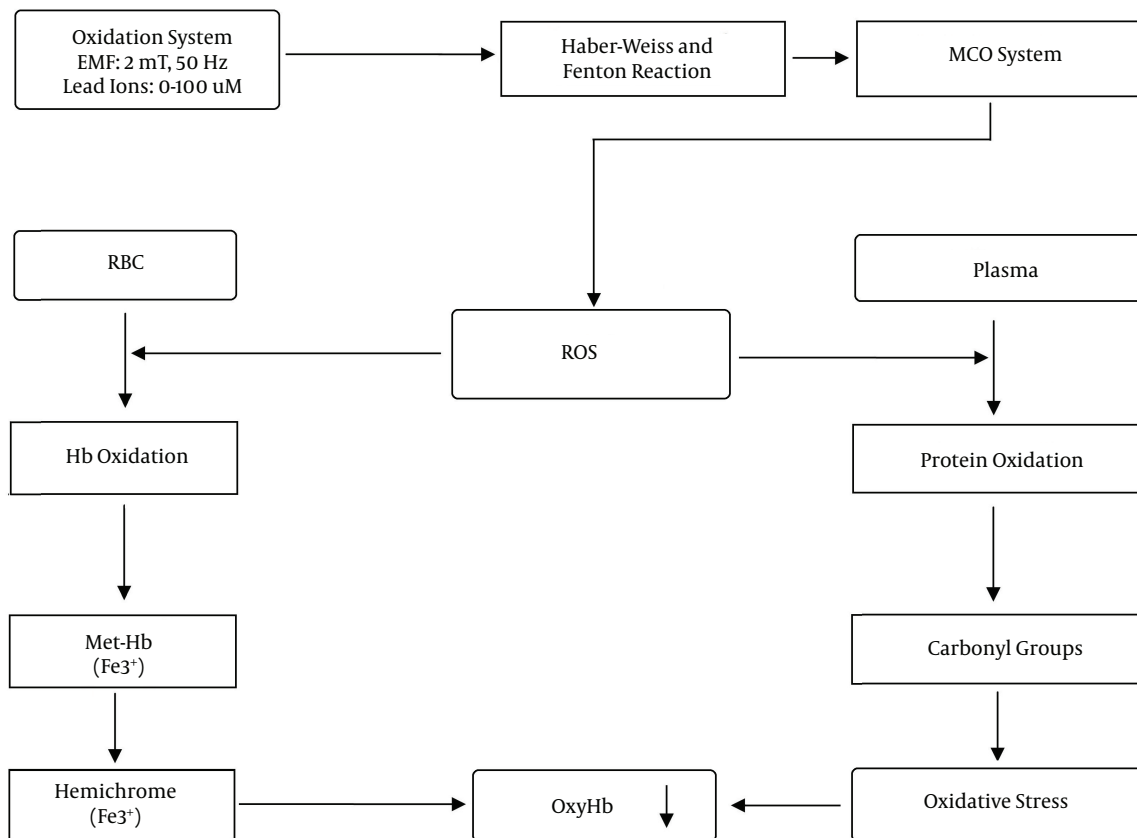 Oxidation System
EMF: 2 mT, 50 Hz
Lead Ions: 0-100 uM
Haber-Weiss and
Fenton Reaction
MCO System
RBC
Plasma
ROS
Hb Oxidation
Protein Oxidation
Met-Hb
(Fe3⁺)
Carbonyl Groups
Hemichrome
(Fe3⁺)
OxyHb
Oxidative Stress